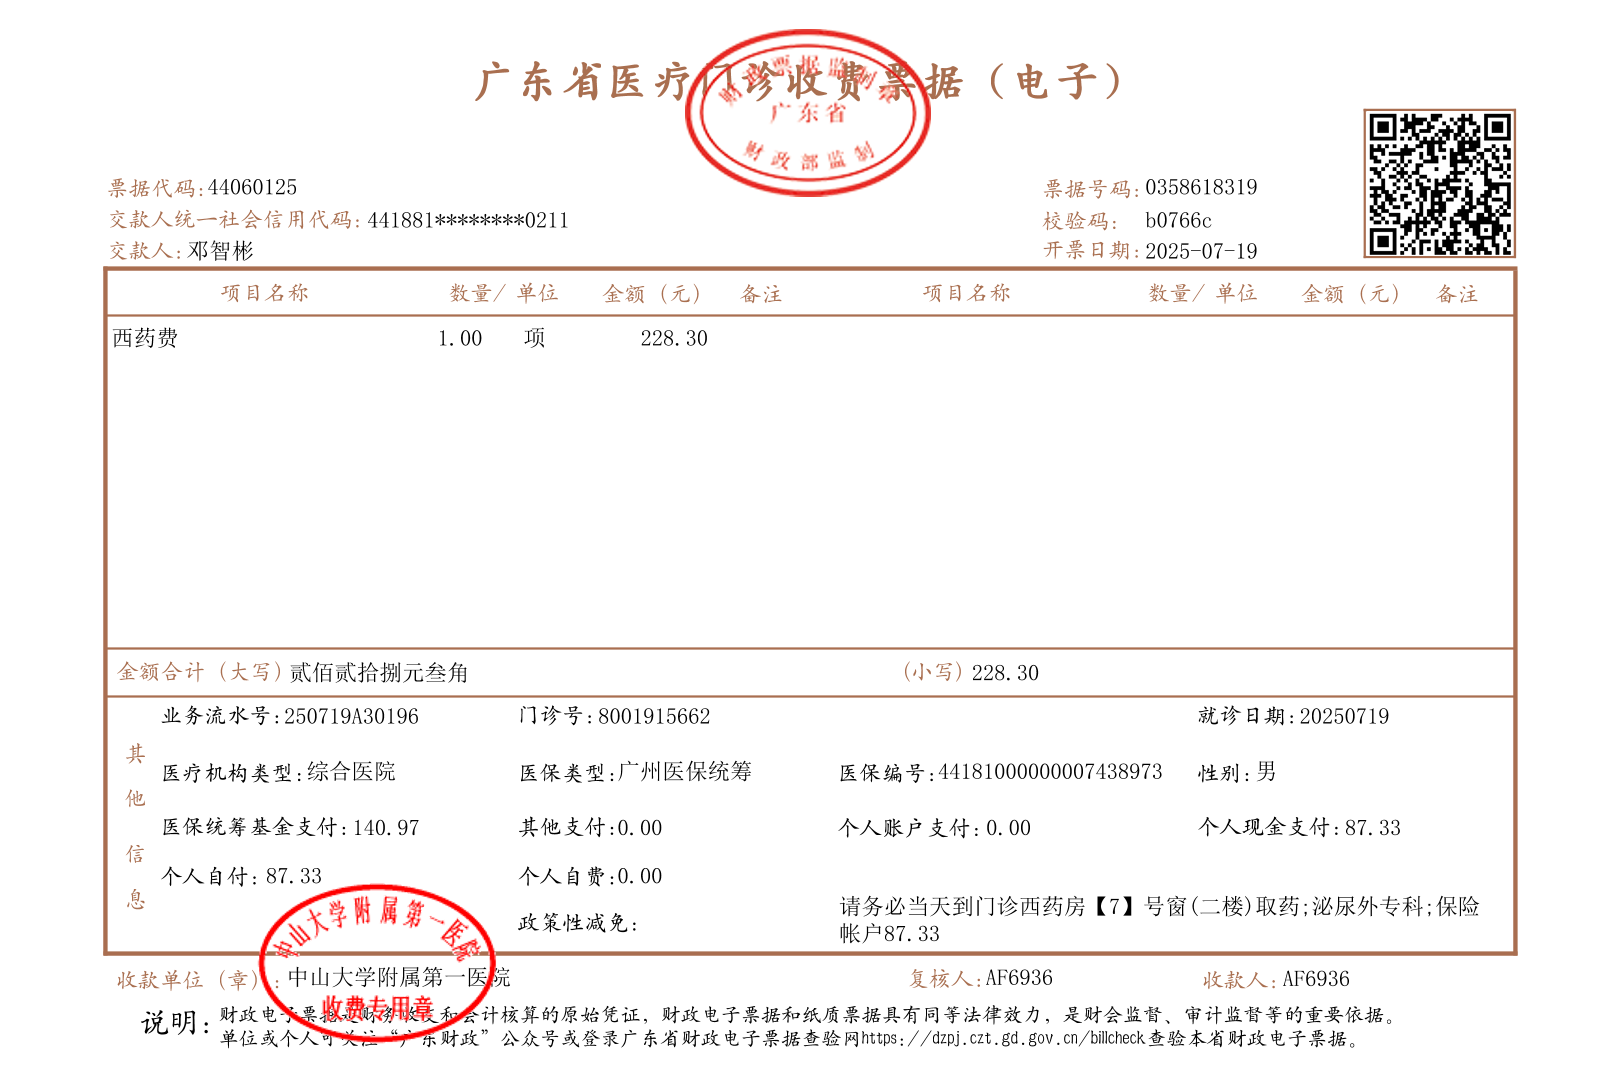 广东省医疗门诊收费票据（电子）
财政票据监制章
广东省
财政部监制
票据代码:44060125
票据号码:0358618319
交款人统一社会信用代码:441881********0211
校验码: b0766c
交款人:邓智彬
开票日期:2025-07-19
项目名称 数量/单位 金额（元） 备注 项目名称 数量/单位 金额（元） 备注
西药费 1.00 项 228.30
金额合计（大写）贰佰贰拾捌元叁角 （小写）228.30
其他信息
业务流水号:250719A30196 门诊号:8001915662 就诊日期:20250719
医疗机构类型:综合医院 医保类型:广州医保统筹 医保编号:44181000000007438973 性别:男
医保统筹基金支付:140.97 其他支付:0.00 个人账户支付:0.00 个人现金支付:87.33
个人自付:87.33 个人自费:0.00
政策性减免:
请务必当天到门诊西药房【7】号窗(二楼)取药;泌尿外专科;保险
帐户87.33
中山大学附属第一医院
收费专用章
收款单位（章）:中山大学附属第一医院 复核人:AF6936 收款人:AF6936
说明:财政电子票据是财务收支和会计核算的原始凭证，财政电子票据和纸质票据具有同等法律效力，是财会监督、审计监督等的重要依据。
单位或个人可关注“广东财政”公众号或登录广东省财政电子票据查验网https://dzpj.czt.gd.gov.cn/billcheck查验本省财政电子票据。